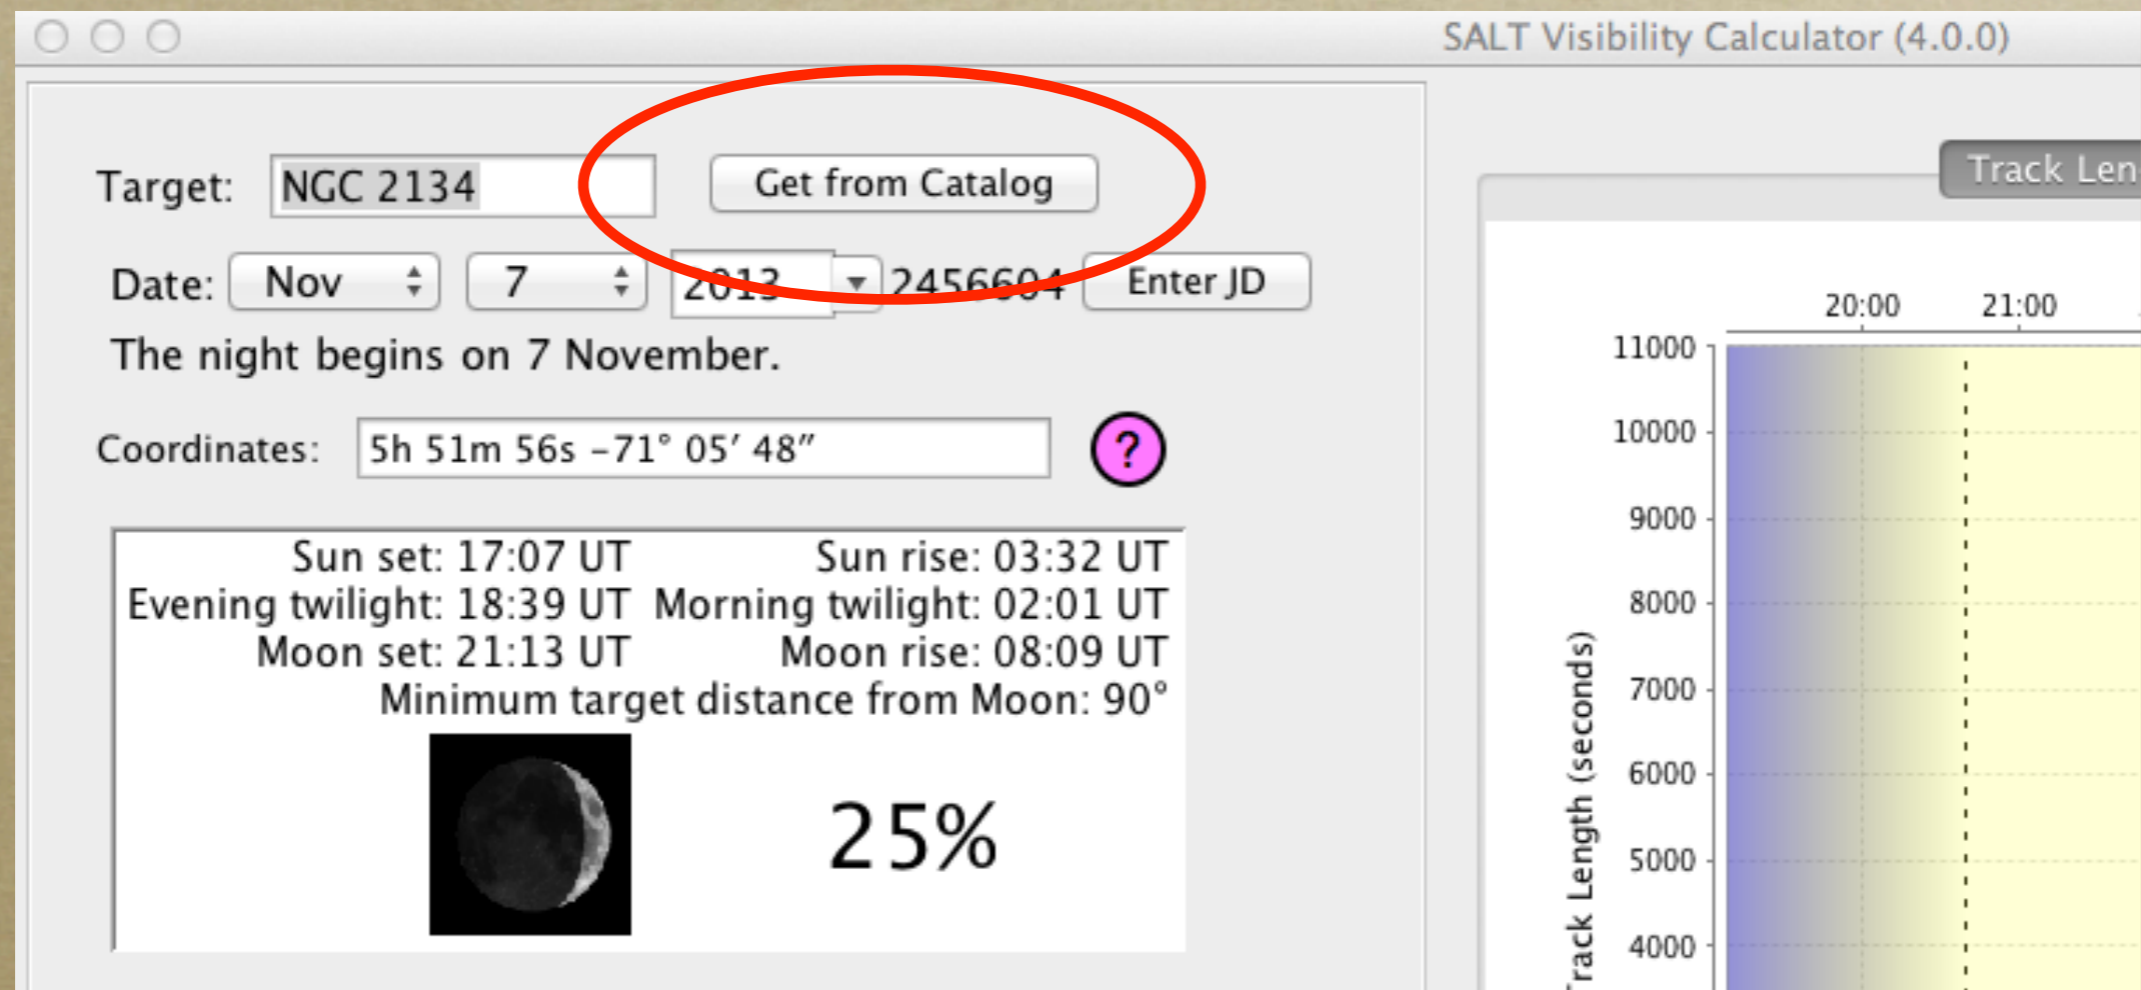 SALT Visibility Calculator (4.0.0)
Target: NGC 2134 Get from Catalog
Date: Nov 7 2013 2456604 Enter JD
The night begins on 7 November.
Coordinates: 5h 51m 56s -71° 05′ 48″ ?
Sun set: 17:07 UT Sun rise: 03:32 UT
Evening twilight: 18:39 UT Morning twilight: 02:01 UT
Moon set: 21:13 UT Moon rise: 08:09 UT
Minimum target distance from Moon: 90°
25%
Track Len
20:00 21:00
11000
10000
9000
8000
7000
6000
5000
4000
Track Length (seconds)